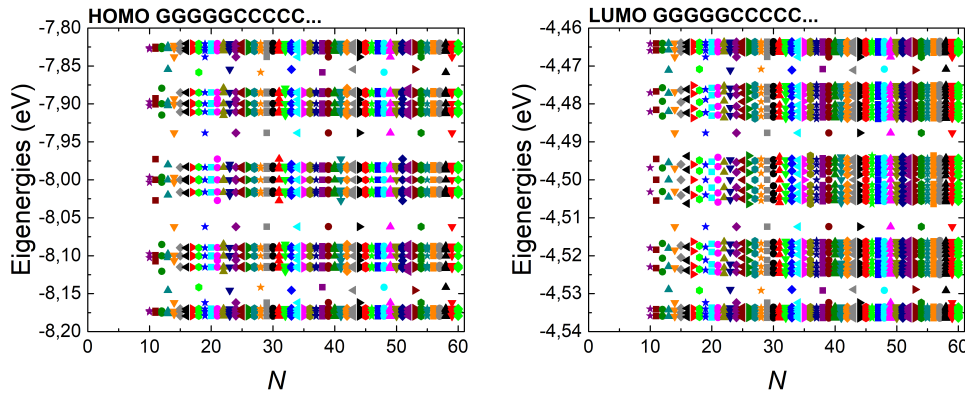 HOMO GGGGGCCCCC...
Eigenergies (eV)
-7,80
-7,85
-7,90
-7,95
-8,00
-8,05
-8,10
-8,15
-8,20
0 10 20 30 40 50 60
N
LUMO GGGGGCCCCC...
Eigenergies (eV)
-4,46
-4,47
-4,48
-4,49
-4,50
-4,51
-4,52
-4,53
-4,54
0 10 20 30 40 50 60
N